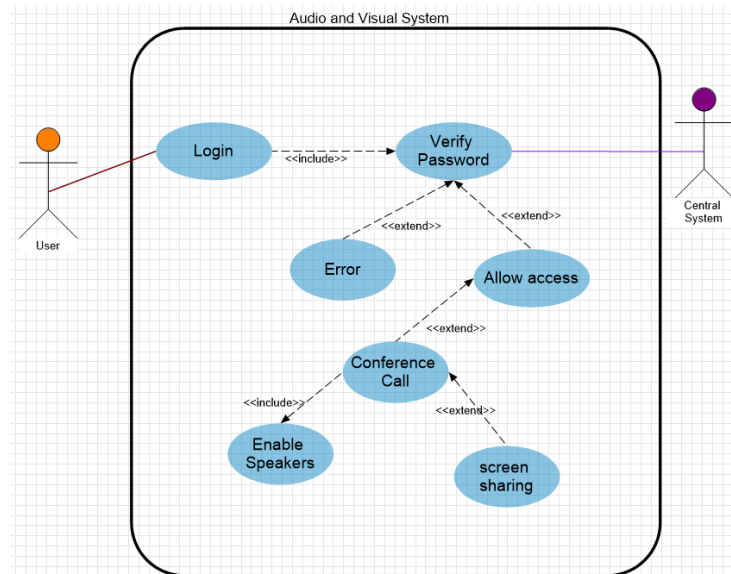 Audio and Visual System
Login
<<include>>
Verify
Password
User
Central
System
<<extend>>
<<extend>>
Error
Allow access
<<extend>>
Conference
Call
<<include>>
<<extend>>
Enable
Speakers
screen
sharing